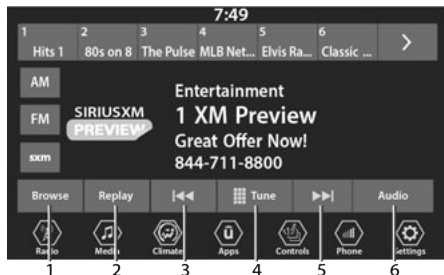 7:49
1 2 3 4 5 6
Hits 1 80s on 8 The Pulse MLB Net... Elvis Ra... Classic ...
AM
FM
sxm
SIRIUSXM
PREVIEW
Entertainment
1 XM Preview
Great Offer Now!
844-711-8800
Browse Replay Tune Audio
Radio Media Climate Apps Controls Phone Settings
1 2 3 4 5 6